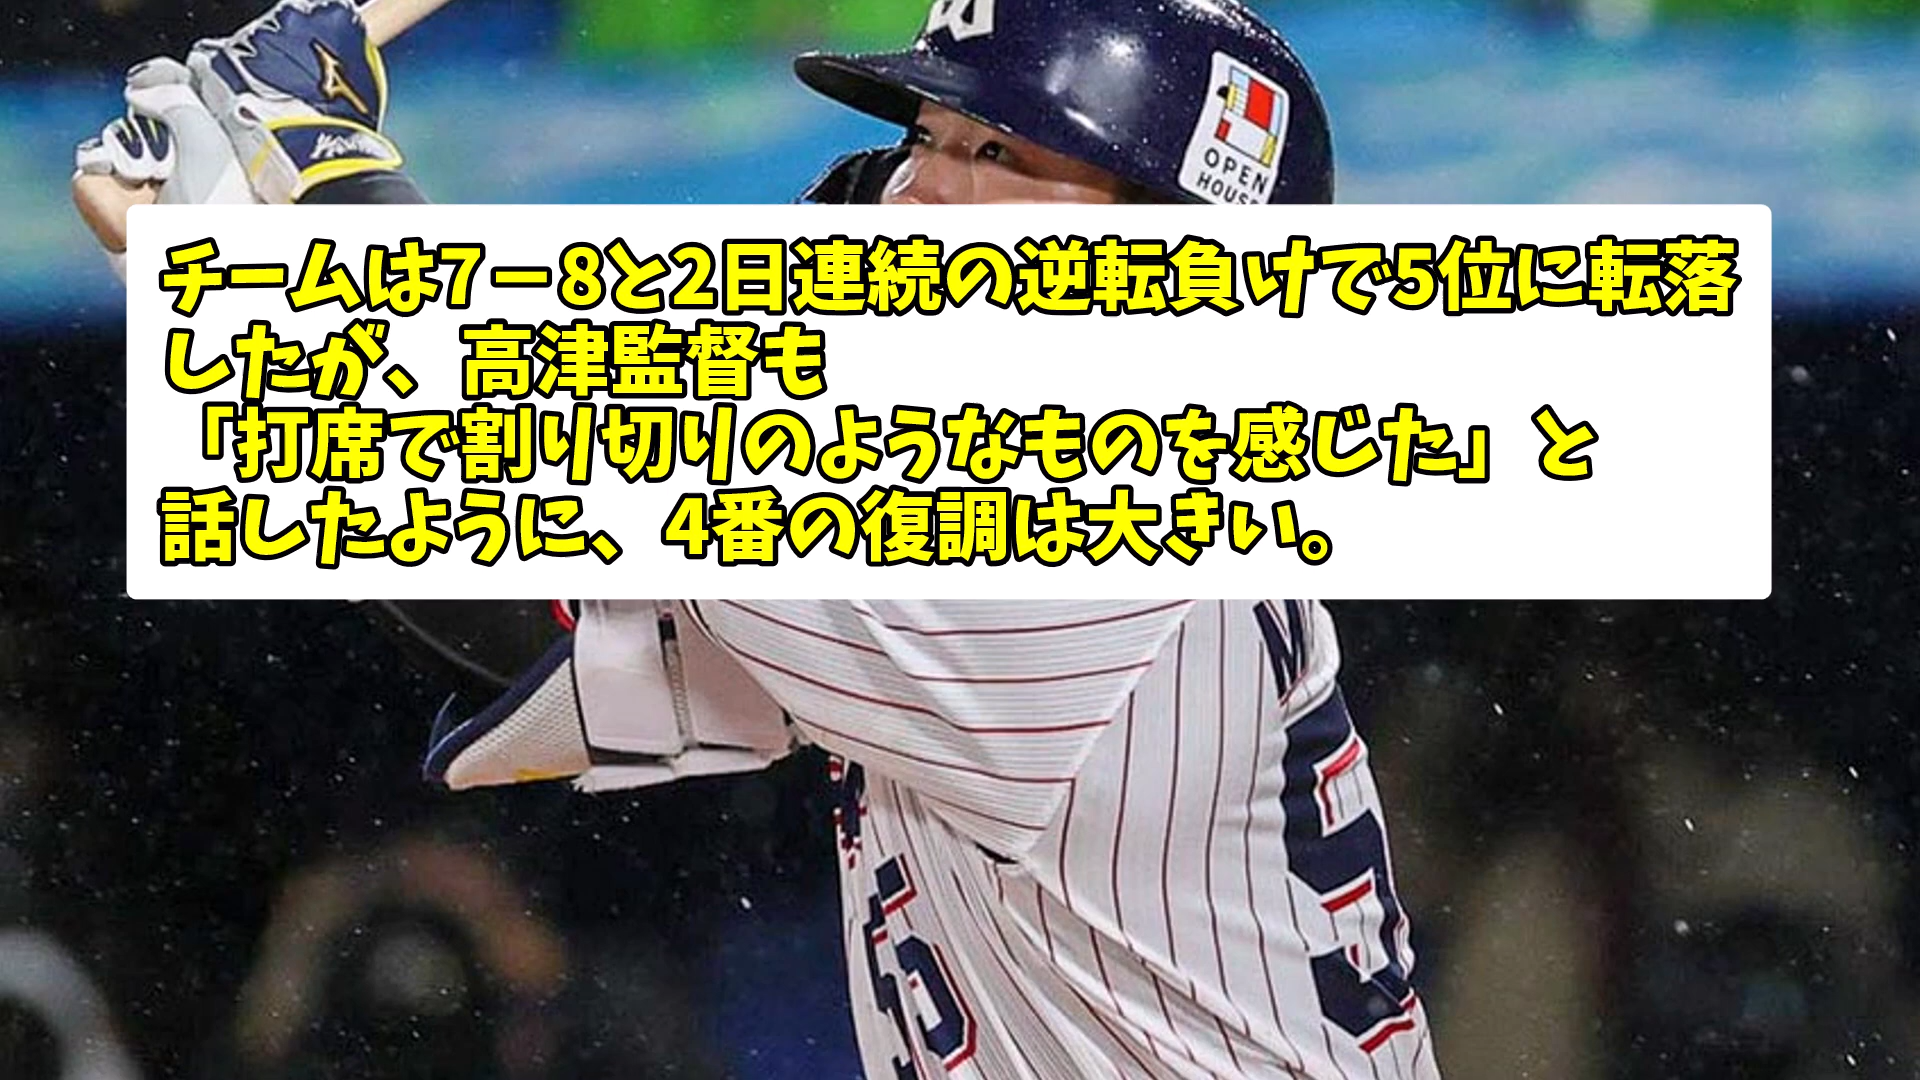 OPEN
HOUSE
チームは7－8と2日連続の逆転負けで5位に転落
したが、高津監督も
「打席で割り切りのようなものを感じた」と
話したように、4番の復調は大きい。
55